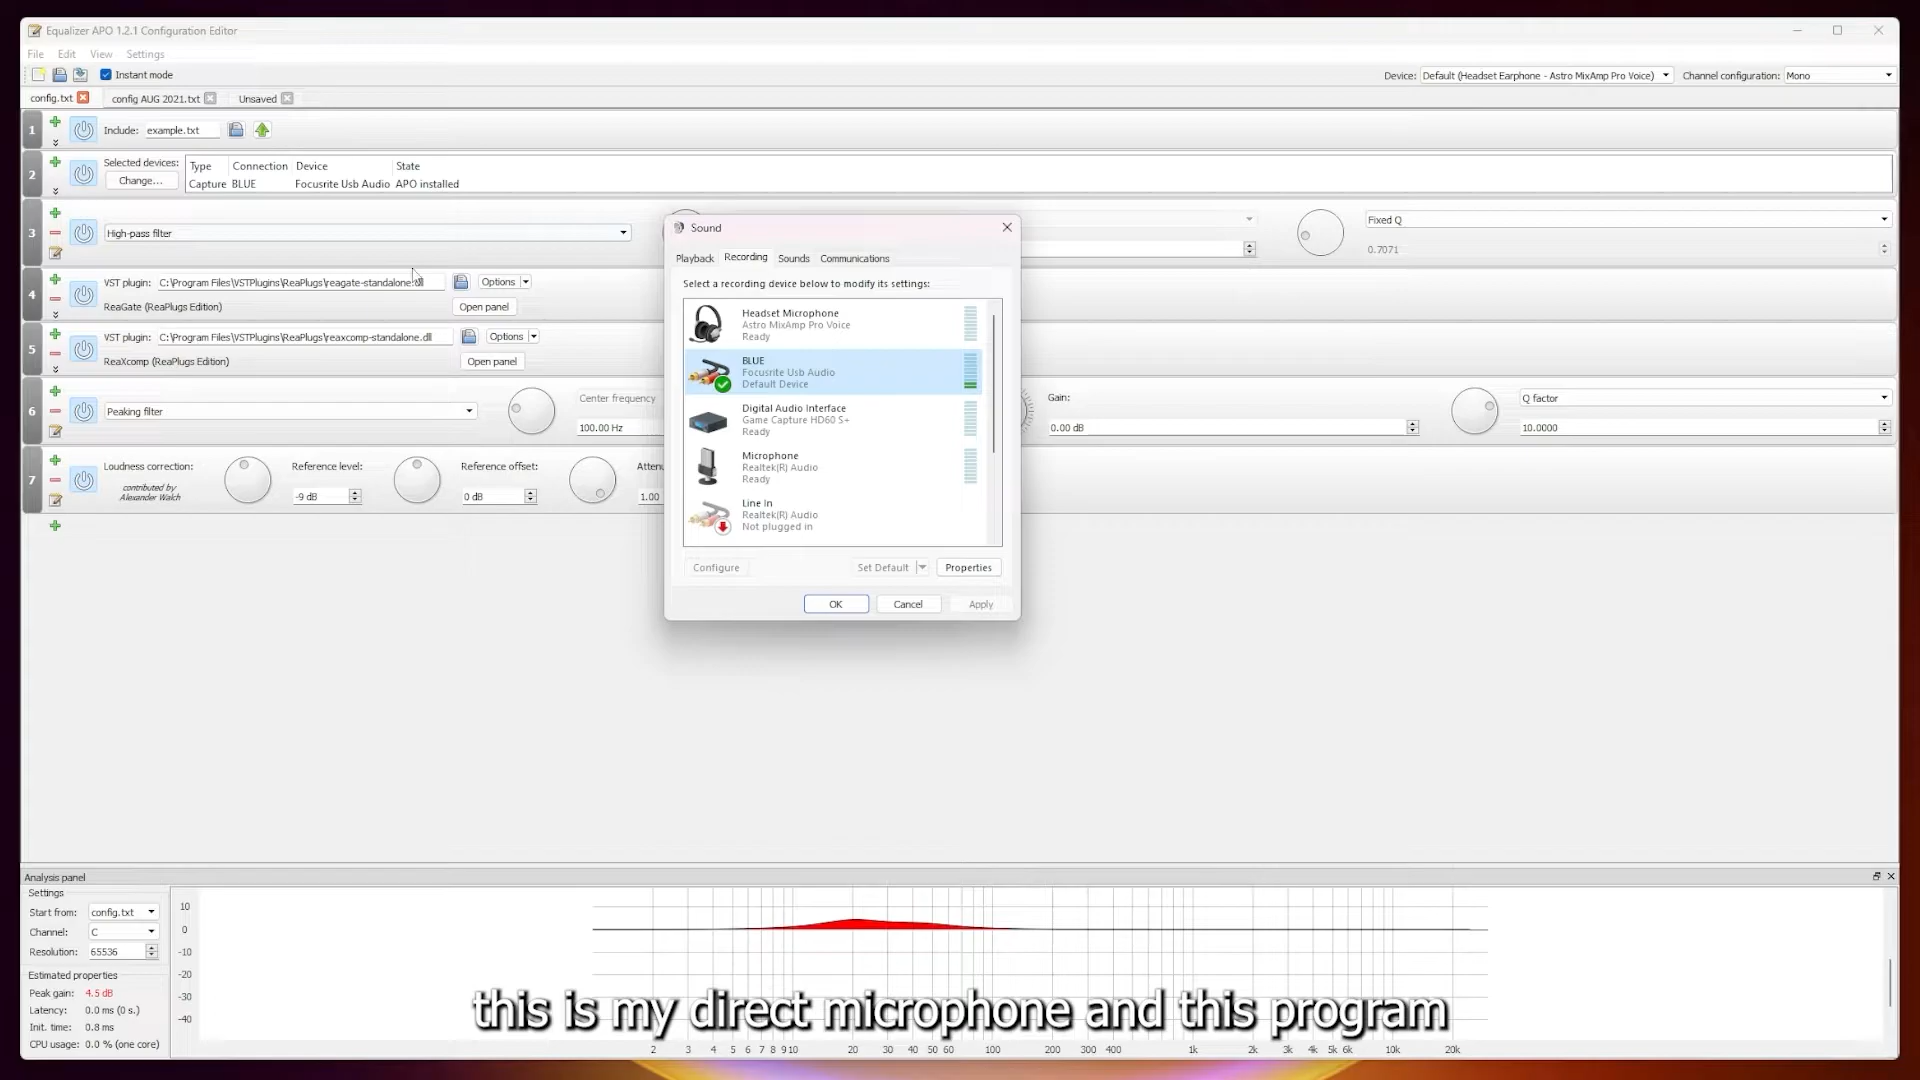 Equalizer APO 1.2.1 Configuration Editor
File Edit View Settings
Instant mode
Device: Default (Headset Earphone - Astro MixAmp Pro Voice) Channel configuration: Mono
config.txt config AUG 2021.txt Unsaved
1 Include: example.txt
2 Selected devices: Change...
Type Connection Device State
Capture BLUE Focusrite Usb Audio APO installed
3 High-pass filter
Fixed Q
0.7071
4 VST plugin: C:\Program Files\VSTPlugins\ReaPlugs\reagate-standalone.dll Options
ReaGate (ReaPlugs Edition) Open panel
5 VST plugin: C:\Program Files\VSTPlugins\ReaPlugs\reaxcomp-standalone.dll Options
ReaXcomp (ReaPlugs Edition) Open panel
6 Peaking filter
Center frequency
100.00 Hz
Gain:
0.00 dB
Q factor
10.0000
7 Loudness correction:
contributed by
Alexander Walch
Reference level:
-9 dB
Reference offset:
0 dB
Attenu
1.00
Sound
Playback Recording Sounds Communications
Select a recording device below to modify its settings:
Headset Microphone
Astro MixAmp Pro Voice
Ready
BLUE
Focusrite Usb Audio
Default Device
Digital Audio Interface
Game Capture HD60 S+
Ready
Microphone
Realtek(R) Audio
Ready
Line In
Realtek(R) Audio
Not plugged in
Configure Set Default Properties
OK Cancel Apply
Analysis panel
Settings
Start from: config.txt
Channel: C
Resolution: 65536
Estimated properties
Peak gain: 4.5 dB
Latency: 0.0 ms (0 s.)
Init. time: 0.8 ms
CPU usage: 0.0 % (one core)
10
0
-10
-20
-30
-40
this is my direct microphone and this program
2 3 4 5 6 7 8 9 10 20 30 40 50 60 100 200 300 400 1k 2k 3k 4k 5k 6k 10k 20k